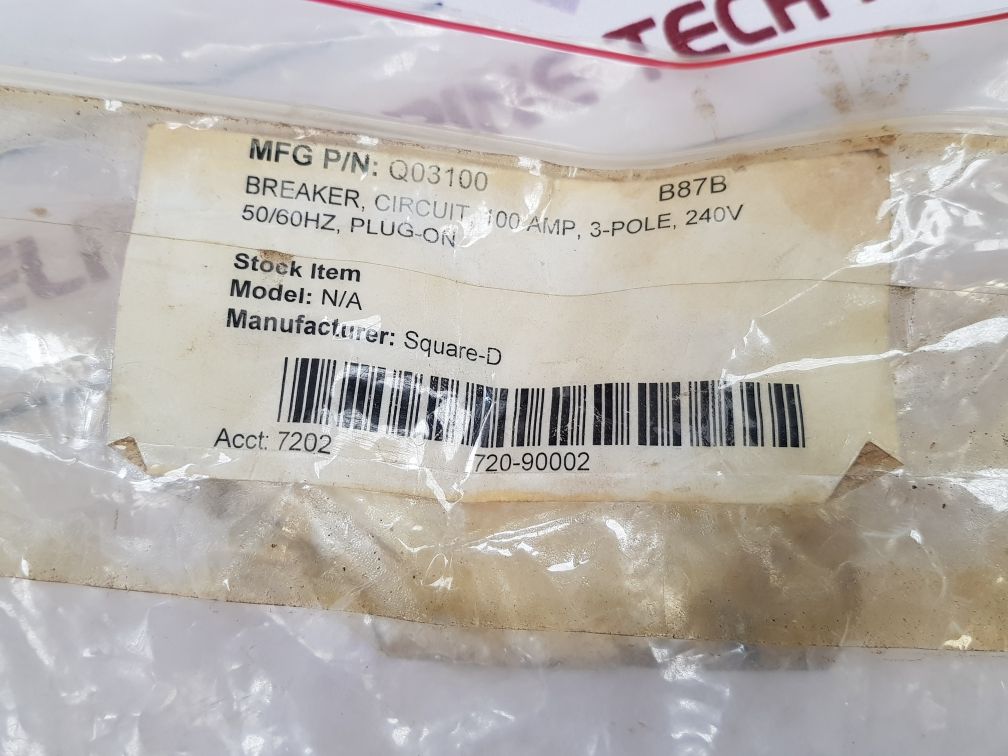 TECH
MFG P/N: Q03100 B87B
BREAKER, CIRCUIT, 100 AMP, 3-POLE, 240V
50/60HZ, PLUG-ON
Stock Item
Model: N/A
Manufacturer: Square-D
Acct: 7202 720-90002